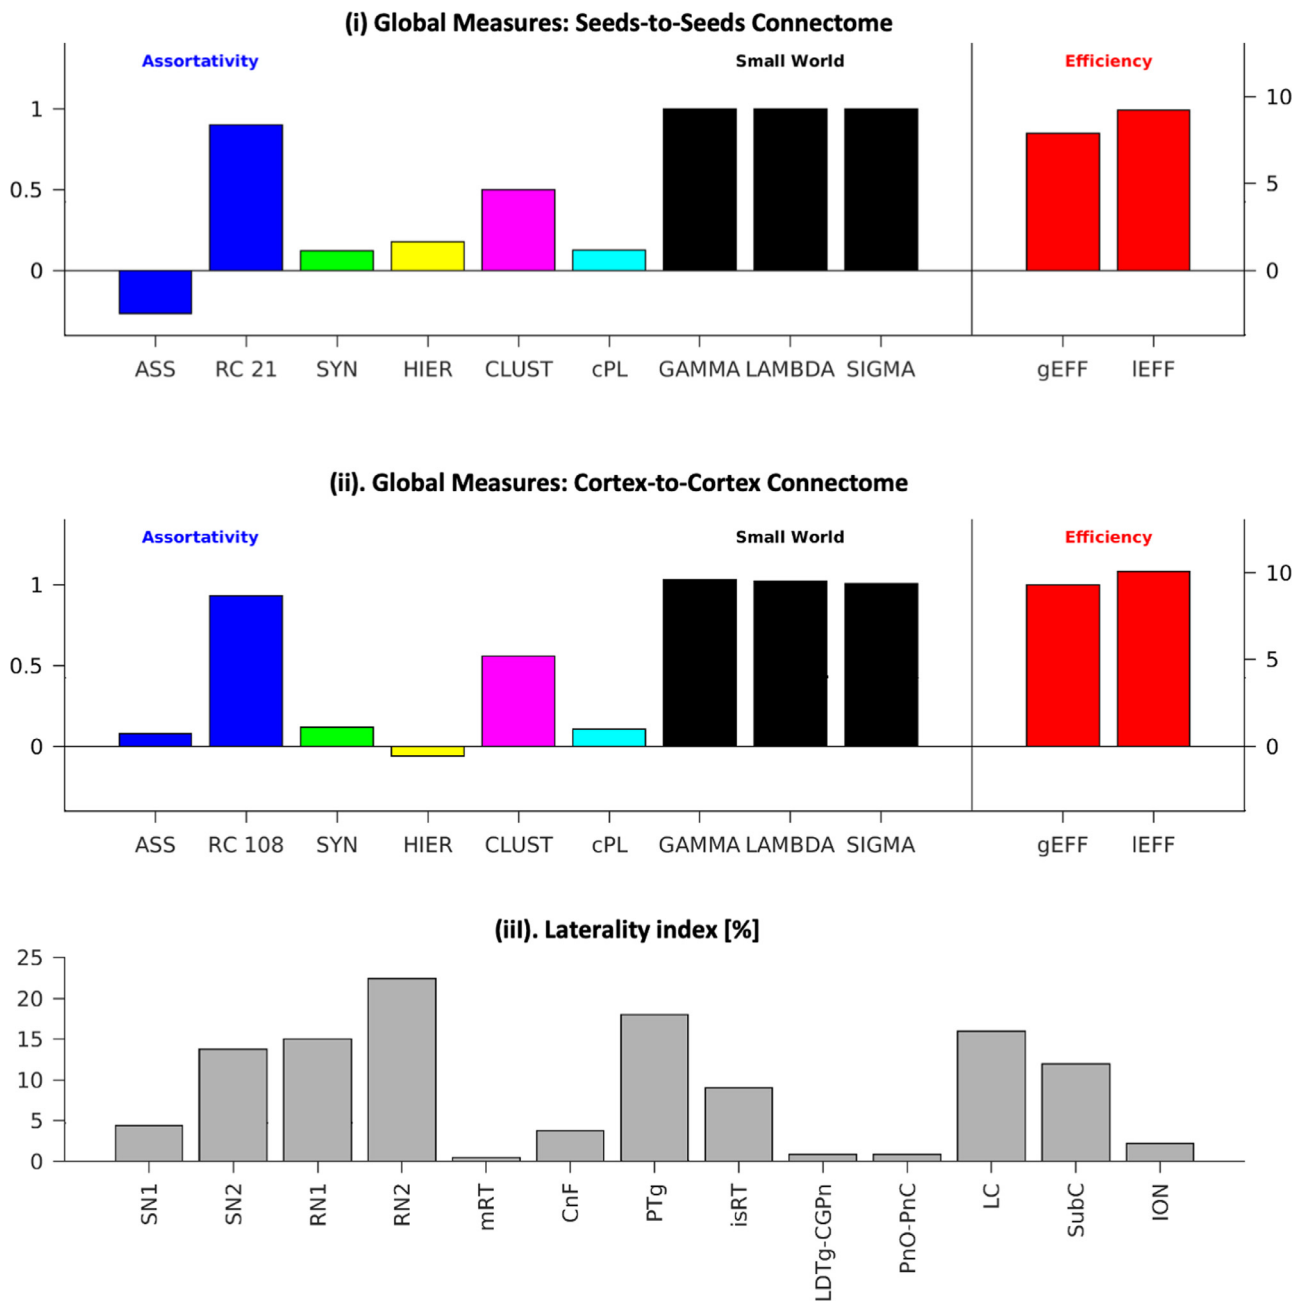 (i) Global Measures: Seeds-to-Seeds Connectome
Assortativity Small World Efficiency
1 10
0.5 5
0 0
ASS RC 21 SYN HIER CLUST cPL GAMMA LAMBDA SIGMA gEFF lEFF
(ii). Global Measures: Cortex-to-Cortex Connectome
Assortativity Small World Efficiency
1 10
0.5 5
0 0
ASS RC 108 SYN HIER CLUST cPL GAMMA LAMBDA SIGMA gEFF lEFF
(iiI). Laterality index [%]
25
20
15
10
5
0
SN1 SN2 RN1 RN2 mRT CnF PTg isRT LDTg-CGPn PnO-PnC LC SubC ION